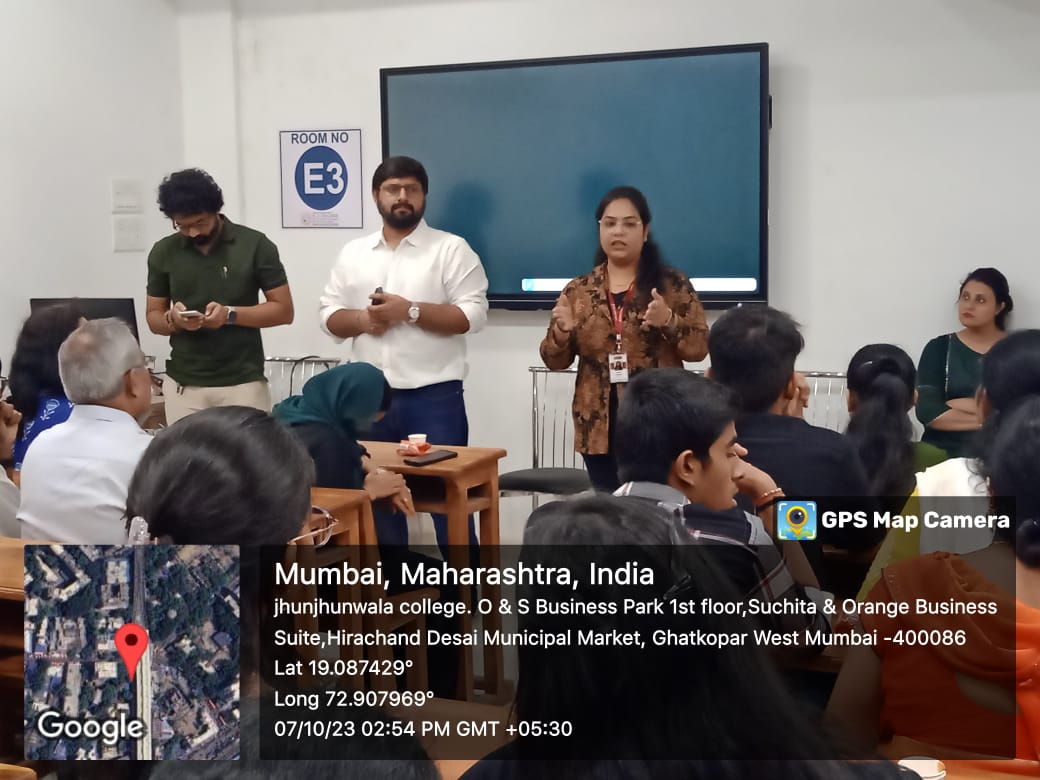 ROOM NO
E3
GPS Map Camera
Mumbai, Maharashtra, India
jhunjhunwala college. O & S Business Park 1st floor,Suchita & Orange Business
Suite,Hirachand Desai Municipal Market, Ghatkopar West Mumbai -400086
Lat 19.087429°
Long 72.907969°
07/10/23 02:54 PM GMT +05:30
Google